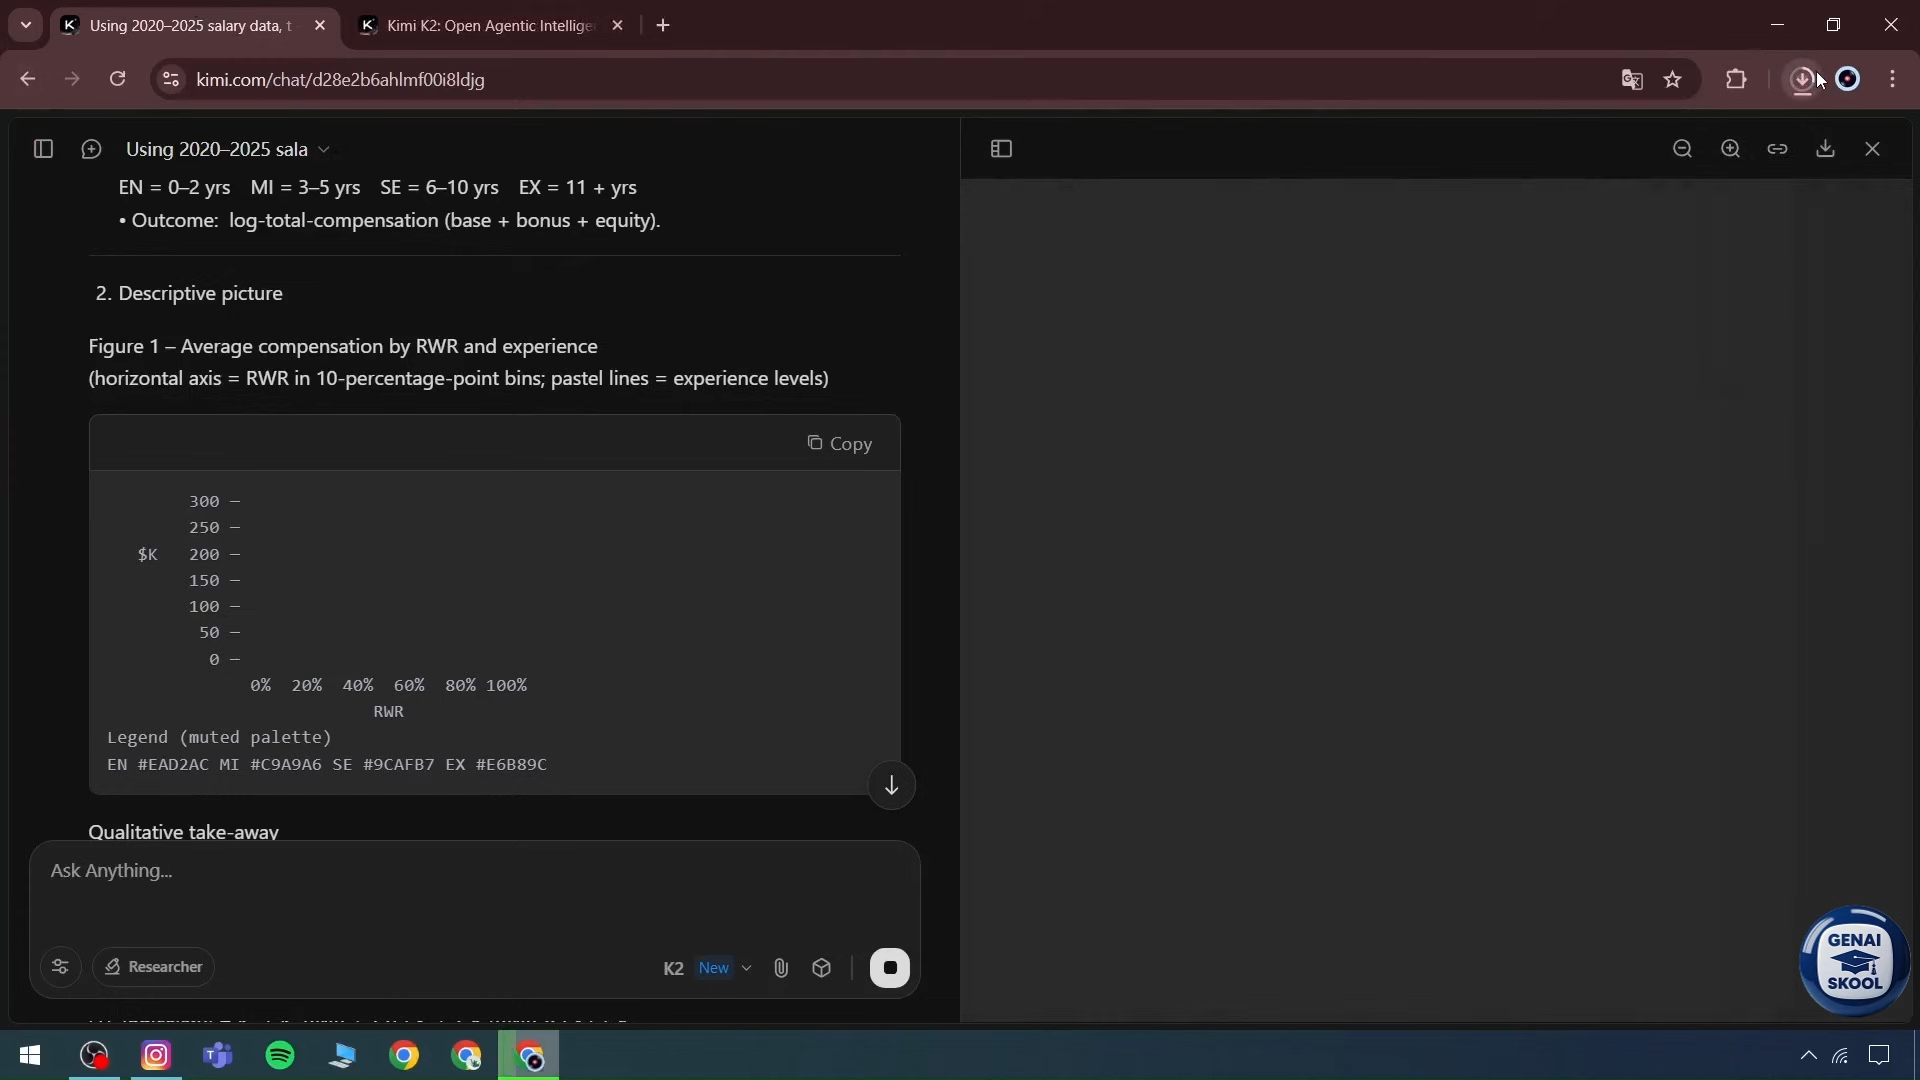 Using 2020–2025 salary data, t
Kimi K2: Open Agentic Intellige
kimi.com/chat/d28e2b6ahlmf00i8ldjg
Using 2020–2025 sala
EN = 0–2 yrs MI = 3–5 yrs SE = 6–10 yrs EX = 11 + yrs
• Outcome: log-total-compensation (base + bonus + equity).
2. Descriptive picture
Figure 1 – Average compensation by RWR and experience
(horizontal axis = RWR in 10-percentage-point bins; pastel lines = experience levels)
Copy
300 –
250 –
$K 200 –
150 –
100 –
50 –
0 –
0% 20% 40% 60% 80% 100%
RWR
Legend (muted palette)
EN #EAD2AC MI #C9A9A6 SE #9CAFB7 EX #E6B89C
Qualitative take-away
Ask Anything...
Researcher
K2 New
GENAI
SKOOL